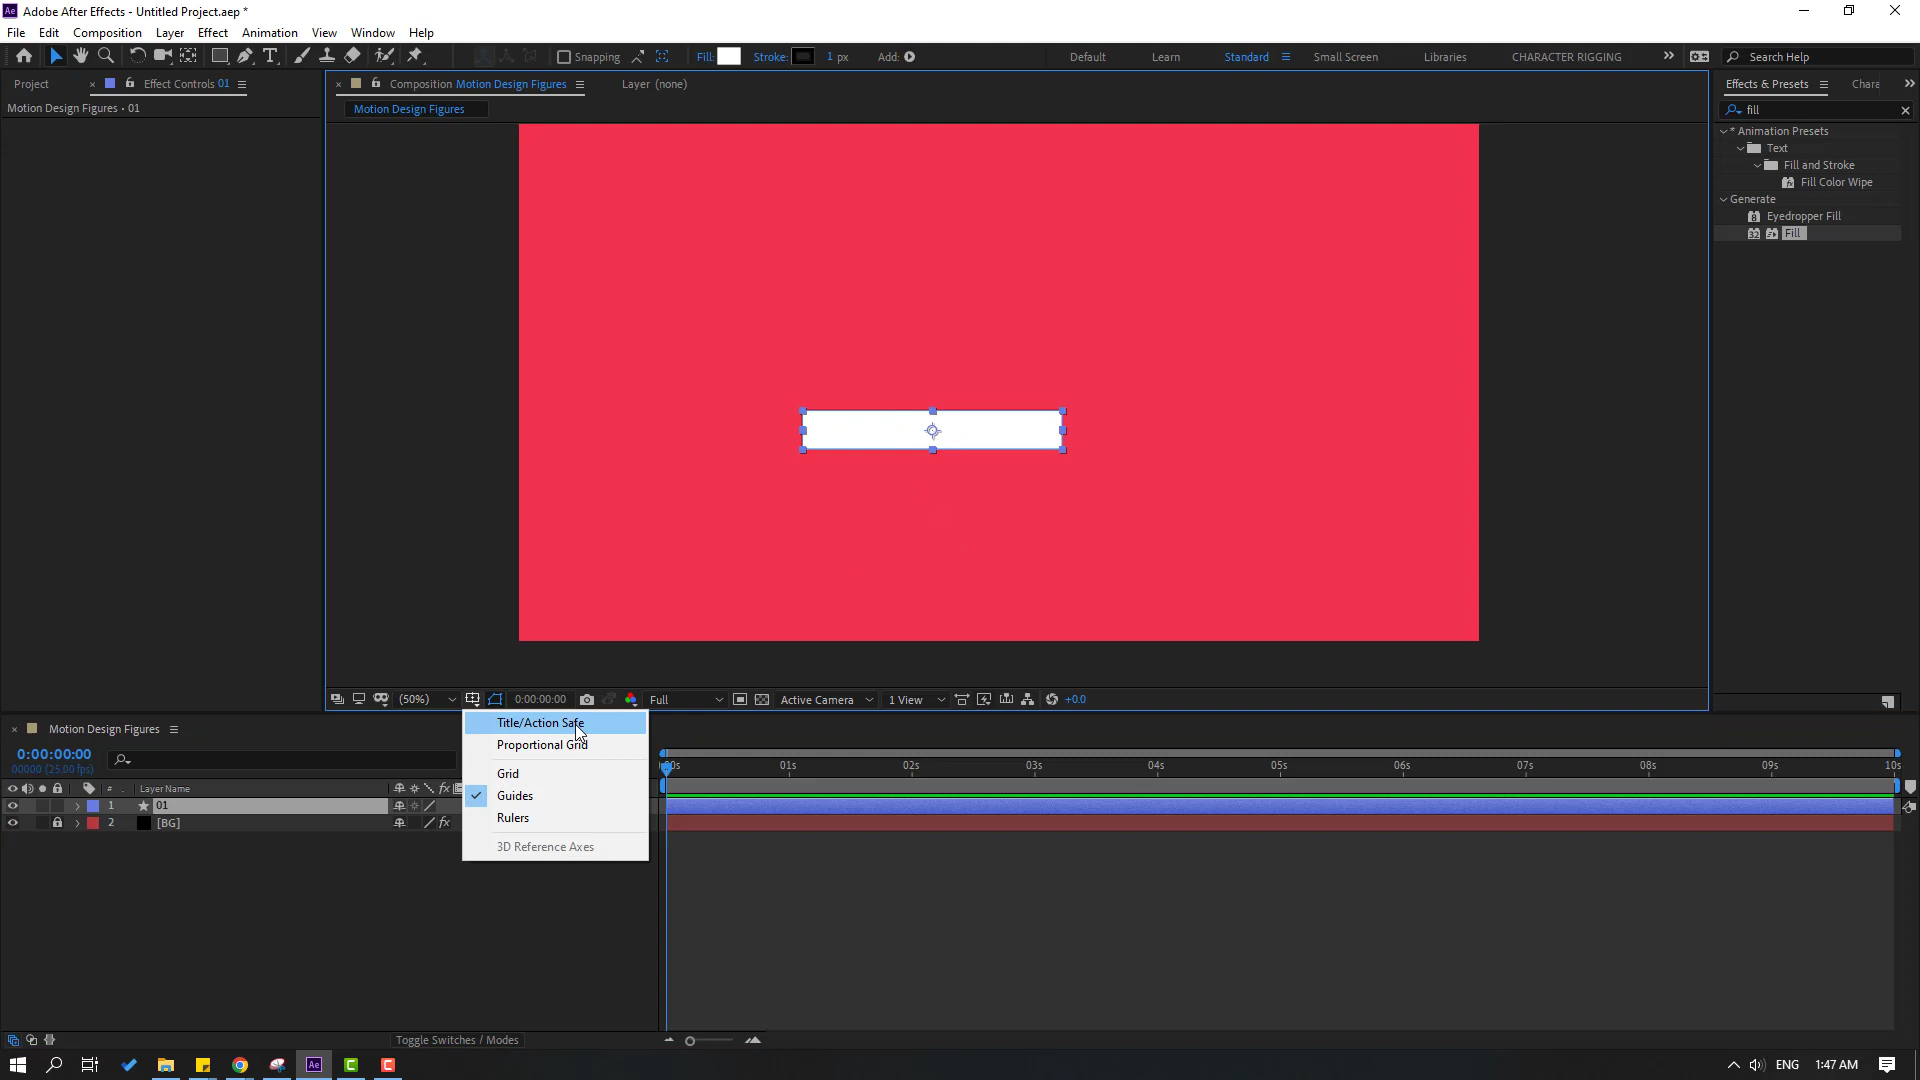 Adobe After Effects - Untitled Project.aep *
File Edit Composition Layer Effect Animation View Window Help
Snapping Fill: Stroke: 1 px Add: Default Learn Standard Small Screen Libraries CHARACTER RIGGING Search Help
Project Effect Controls 01 Composition Motion Design Figures Layer (none) Effects & Presets Chara
Motion Design Figures • 01 Motion Design Figures fill
* Animation Presets
Text
Fill and Stroke
Fill Color Wipe
Generate
Eyedropper Fill
Fill
(50%) 0:00:00:00 Full Active Camera 1 View +0.0
Title/Action Safe
Proportional Grid
Grid
Guides
Rulers
3D Reference Axes
Motion Design Figures
0:00:00:00
00000 (25.00 fps)
:00s 01s 02s 03s 04s 05s 06s 07s 08s 09s 10s
# Layer Name fx
1 01
2 [BG] fx
Toggle Switches / Modes
Ae ENG 1:47 AM